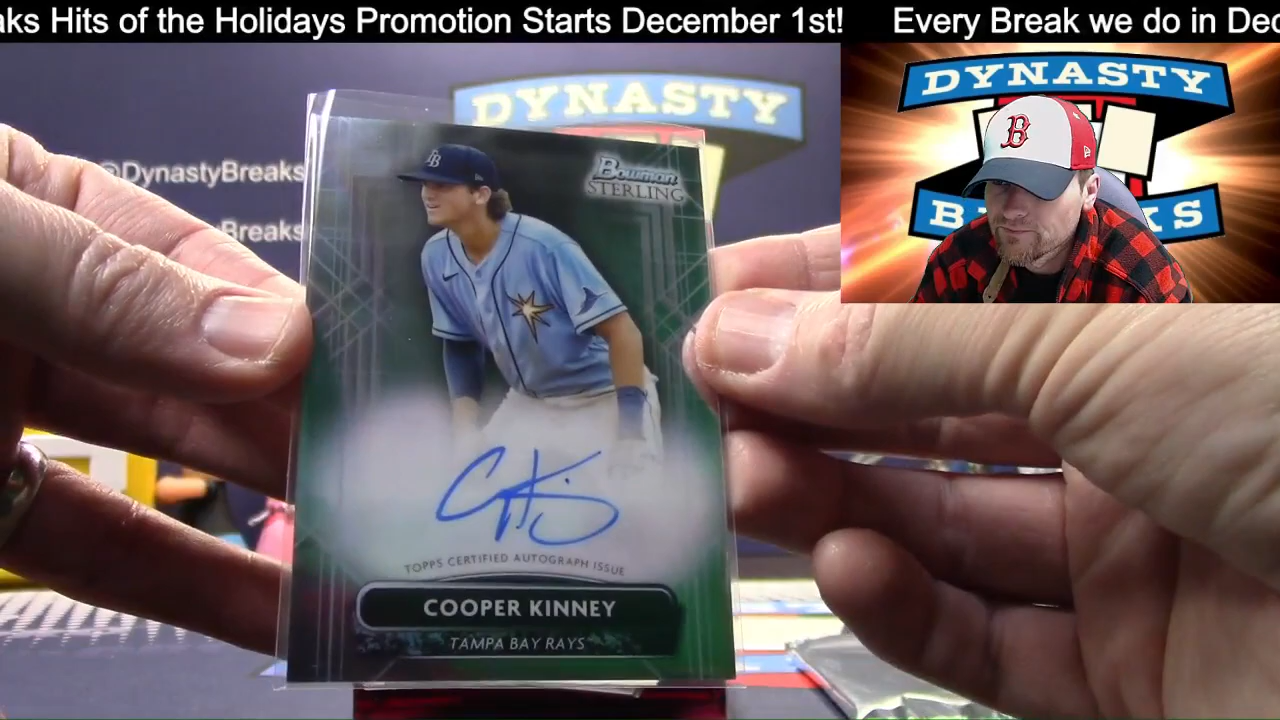 aks Hits of the Holidays Promotion Starts December 1st! Every Break we do in Dec
DYNASTY
@DynastyBreaks
Breaks
Bowman
STERLING
TB
TOPPS CERTIFIED AUTOGRAPH ISSUE
COOPER KINNEY
TAMPA BAY RAYS
DYNASTY
B